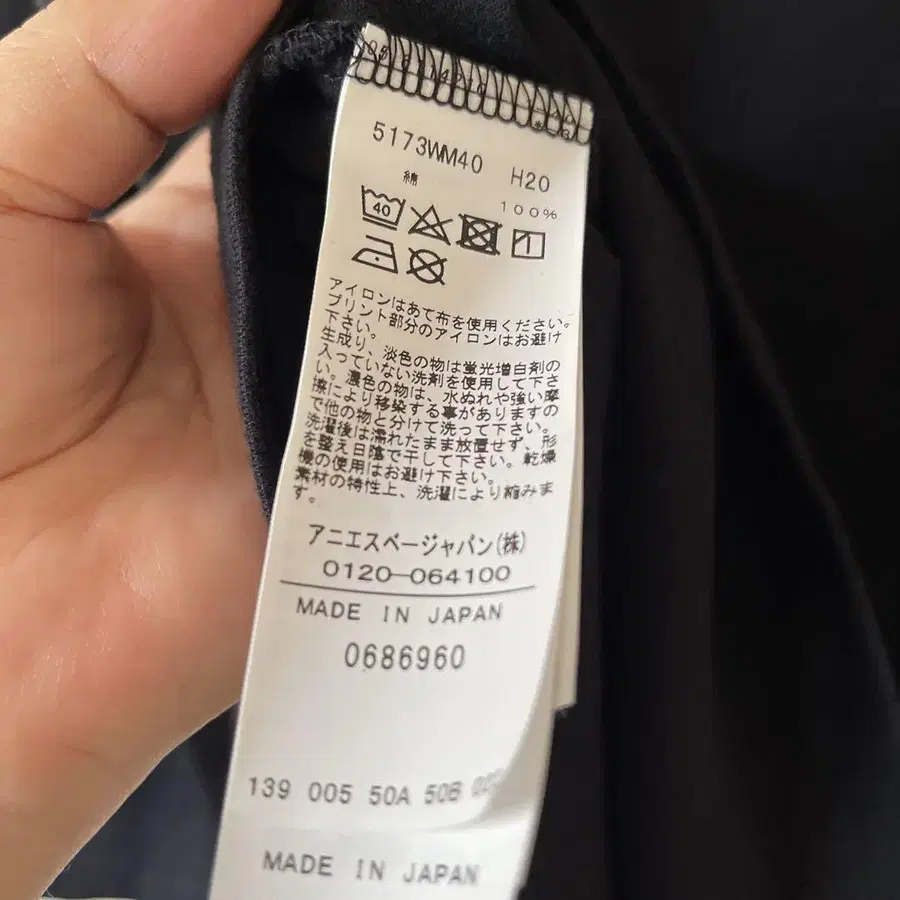 5173WM40 H20
綿 100%
40
アイロンはあて布を使用ください。
プリント部分のアイロンはお避け
下さい。
生成り、淡色の物は蛍光増白剤の
入っていない洗剤を使用して下さ
い。濃色の物は、水ぬれや強い摩
擦により移染する事がありますの
で他の物と分けて洗って下さい。
洗濯後は濡れたまま放置せず、形
を整え日陰で干して下さい。乾燥
機の使用はお避け下さい。
素材の特性上、洗濯により縮みま
す。
アニエスベージャパン(株)
0120-064100
MADE IN JAPAN
0686960
139 005 50A 50B
MADE IN JAPAN